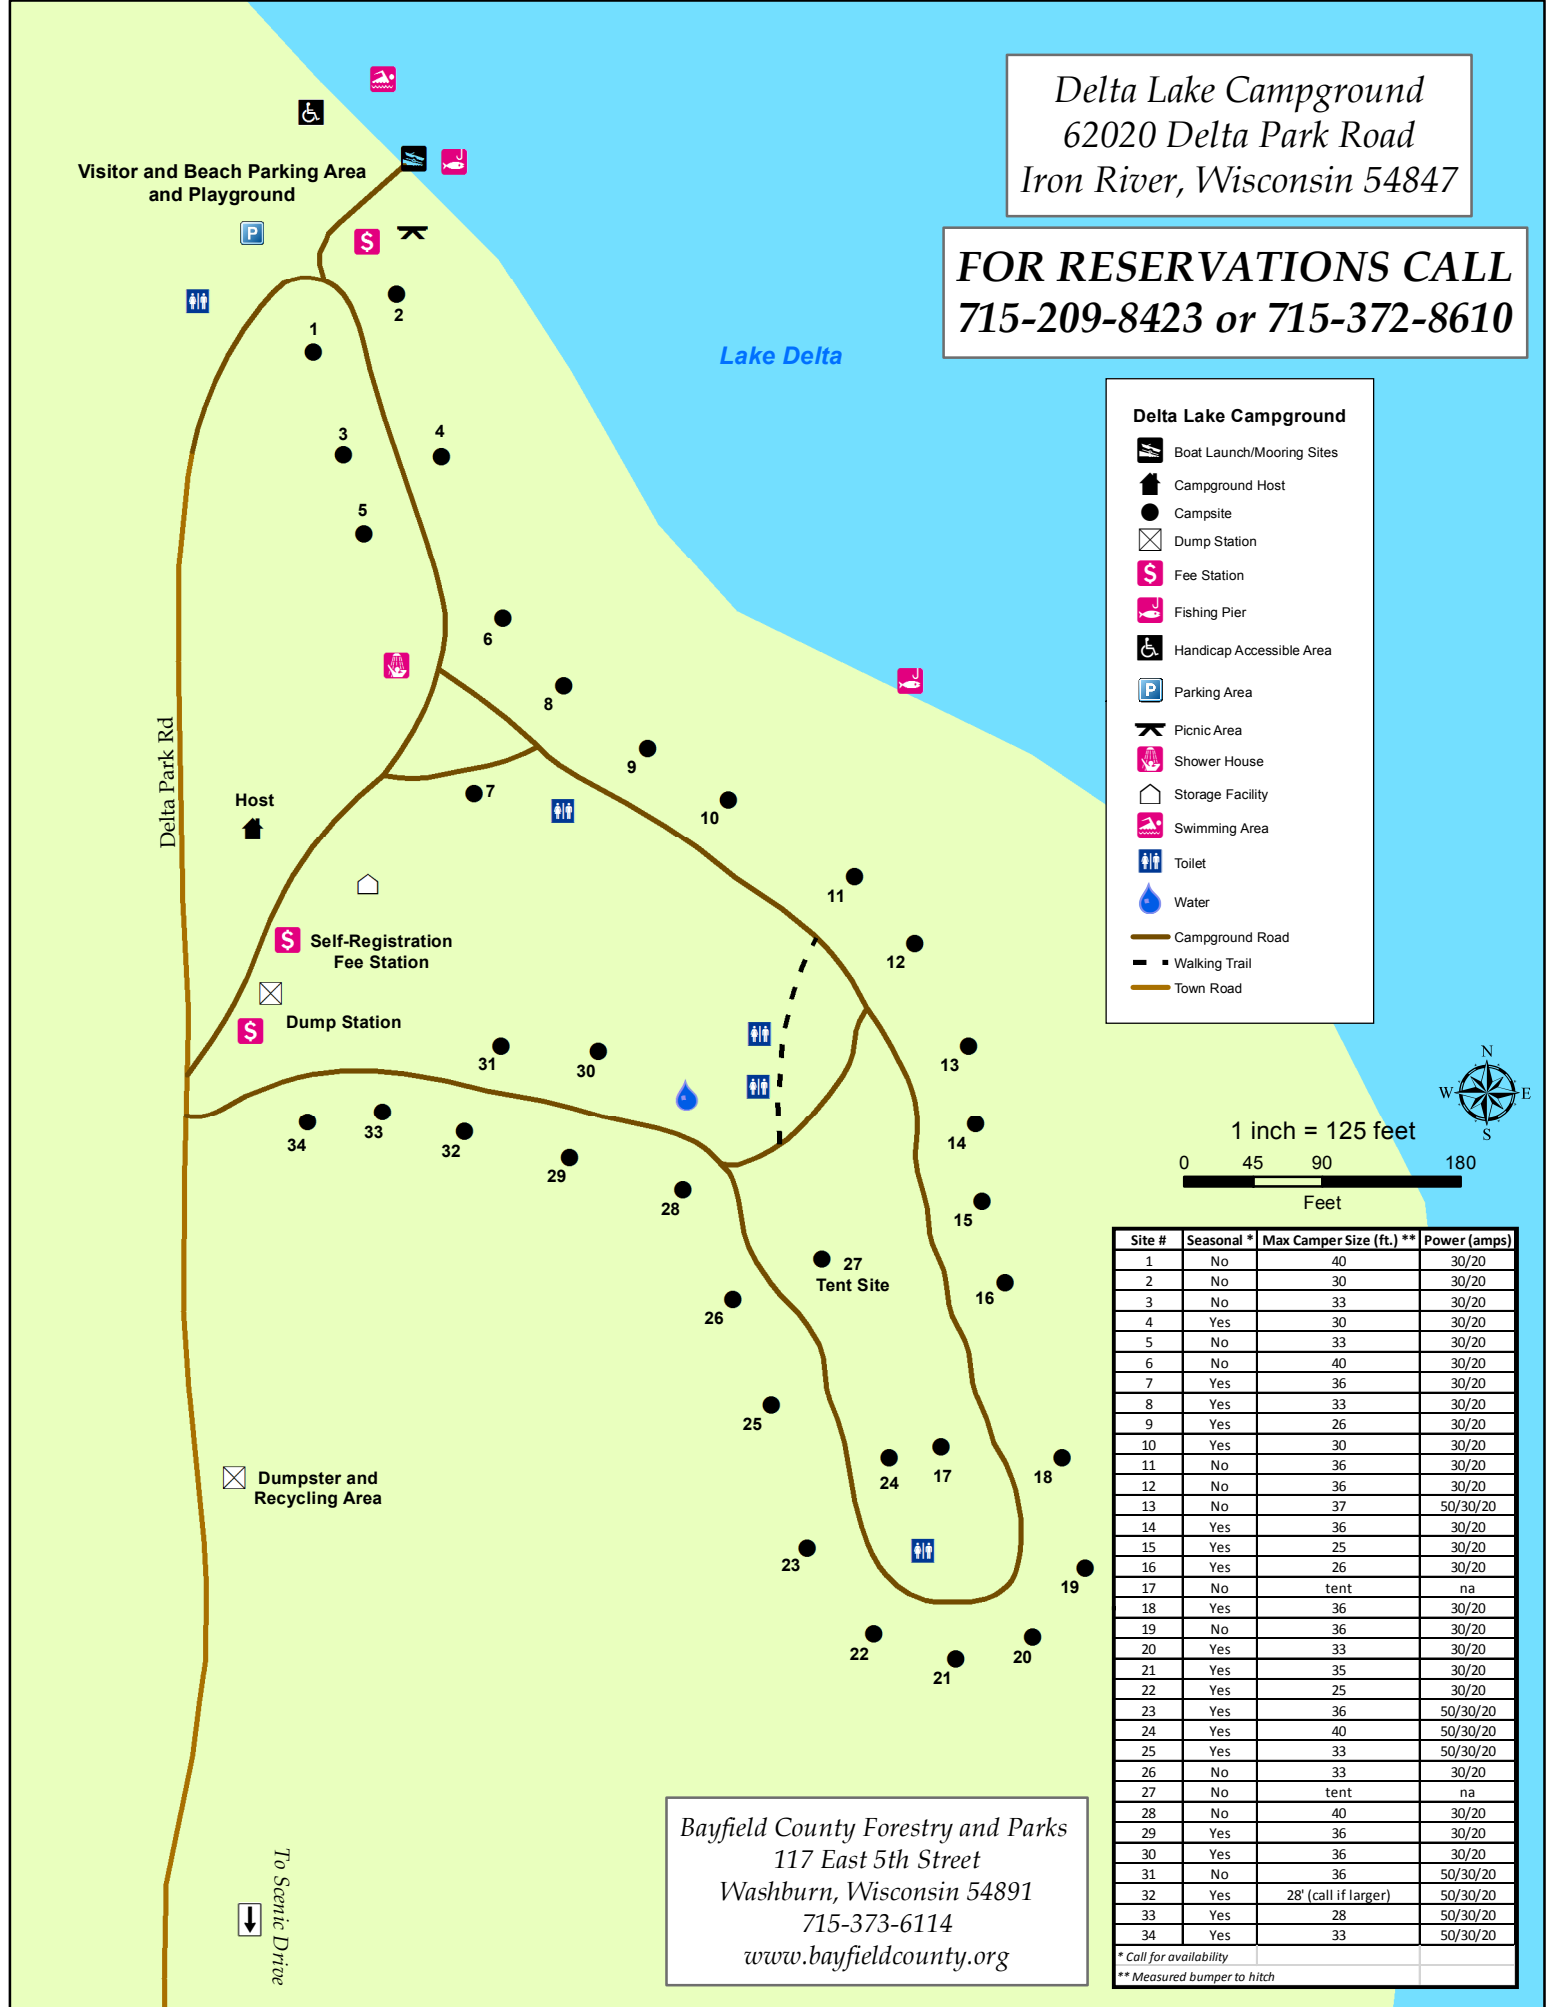 Delta Lake Campground
62020 Delta Park Road
Iron River, Wisconsin 54847
FOR RESERVATIONS CALL
715-209-8423 or 715-372-8610
Visitor and Beach Parking Area
and Playground
P
$
2
1
Lake Delta
3
4
5
6
8
Delta Park Rd
9
7
Host
10
11
$
Self-Registration
Fee Station
12
Dump Station
$
31
30
13
34
33
32
14
29
28
15
27
Tent Site
26
16
25
24
17
18
Dumpster and
Recycling Area
23
19
22
21
20
To Scenic Drive
Delta Lake Campground
Boat Launch/Mooring Sites
Campground Host
Campsite
Dump Station
$ Fee Station
Fishing Pier
Handicap Accessible Area
P Parking Area
Picnic Area
Shower House
Storage Facility
Swimming Area
Toilet
Water
Campground Road
Walking Trail
Town Road
N
W E
S
1 inch = 125 feet
0 45 90 180
Feet
Site # Seasonal * Max Camper Size (ft.) ** Power (amps)
1 No 40 30/20
2 No 30 30/20
3 No 33 30/20
4 Yes 30 30/20
5 No 33 30/20
6 No 40 30/20
7 Yes 36 30/20
8 Yes 33 30/20
9 Yes 26 30/20
10 Yes 30 30/20
11 No 36 30/20
12 No 36 30/20
13 No 37 50/30/20
14 Yes 36 30/20
15 Yes 25 30/20
16 Yes 26 30/20
17 No tent na
18 Yes 36 30/20
19 No 36 30/20
20 Yes 33 30/20
21 Yes 35 30/20
22 Yes 25 30/20
23 Yes 36 50/30/20
24 Yes 40 50/30/20
25 Yes 33 50/30/20
26 No 33 30/20
27 No tent na
28 No 40 30/20
29 Yes 36 30/20
30 Yes 36 30/20
31 No 36 50/30/20
32 Yes 28' (call if larger) 50/30/20
33 Yes 28 50/30/20
34 Yes 33 50/30/20
* Call for availability
** Measured bumper to hitch
Bayfield County Forestry and Parks
117 East 5th Street
Washburn, Wisconsin 54891
715-373-6114
www.bayfieldcounty.org